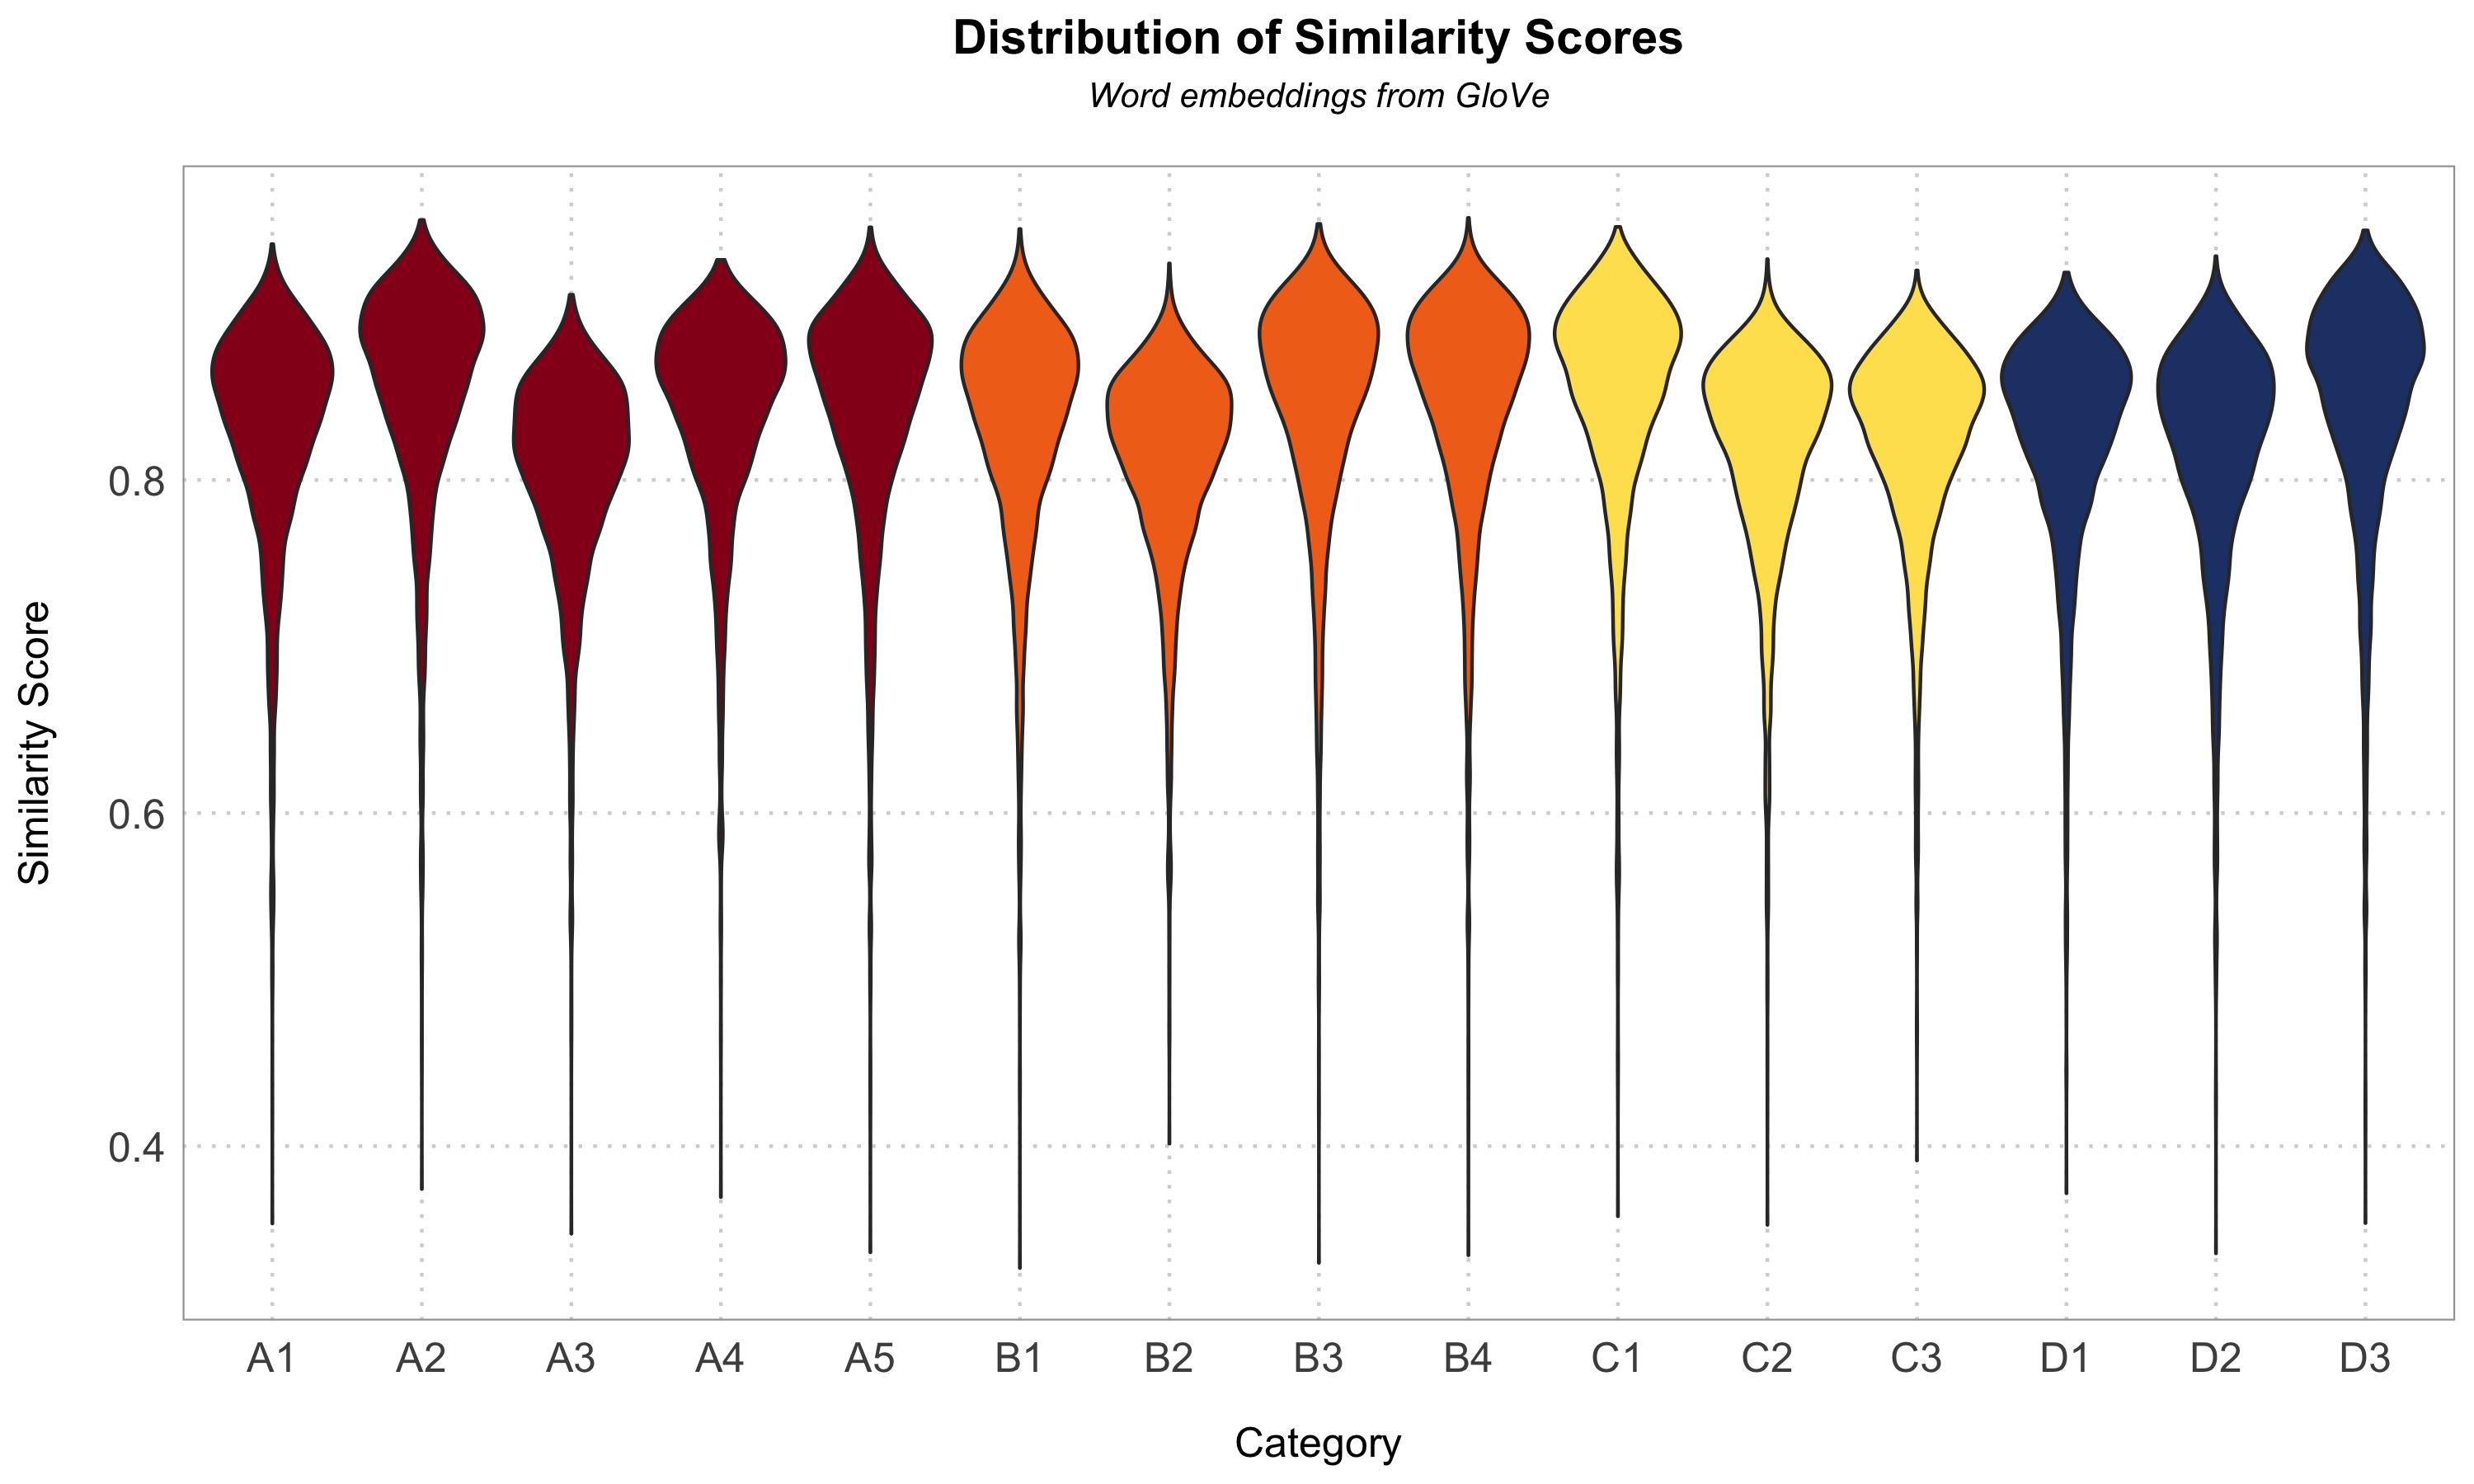 Distribution of Similarity Scores
Word embeddings from GloVe
Similarity Score
0.8
0.6
0.4
A1 A2 A3 A4 A5 B1 B2 B3 B4 C1 C2 C3 D1 D2 D3
Category